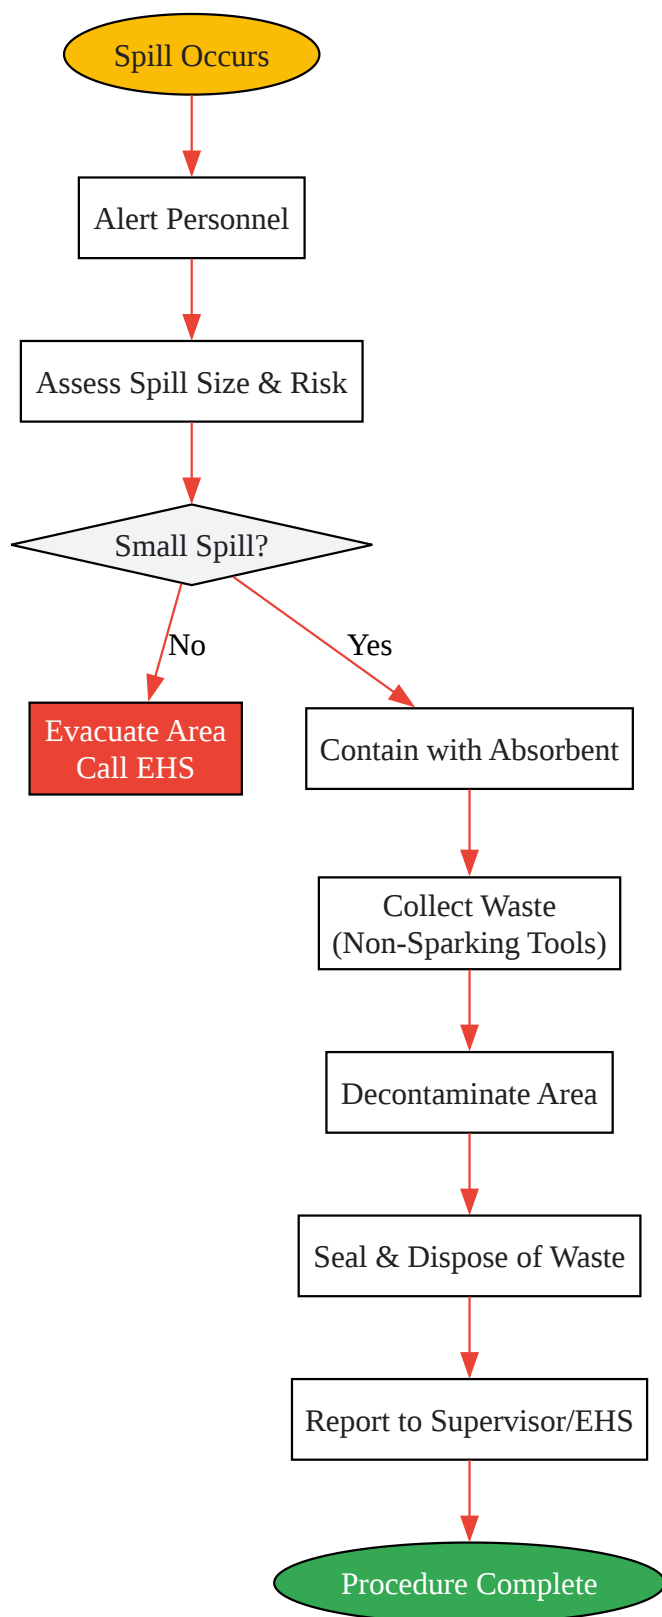 Spill Occurs
Alert Personnel
Assess Spill Size & Risk
Small Spill?
No
Yes
Evacuate Area
Call EHS
Contain with Absorbent
Collect Waste
(Non-Sparking Tools)
Decontaminate Area
Seal & Dispose of Waste
Report to Supervisor/EHS
Procedure Complete